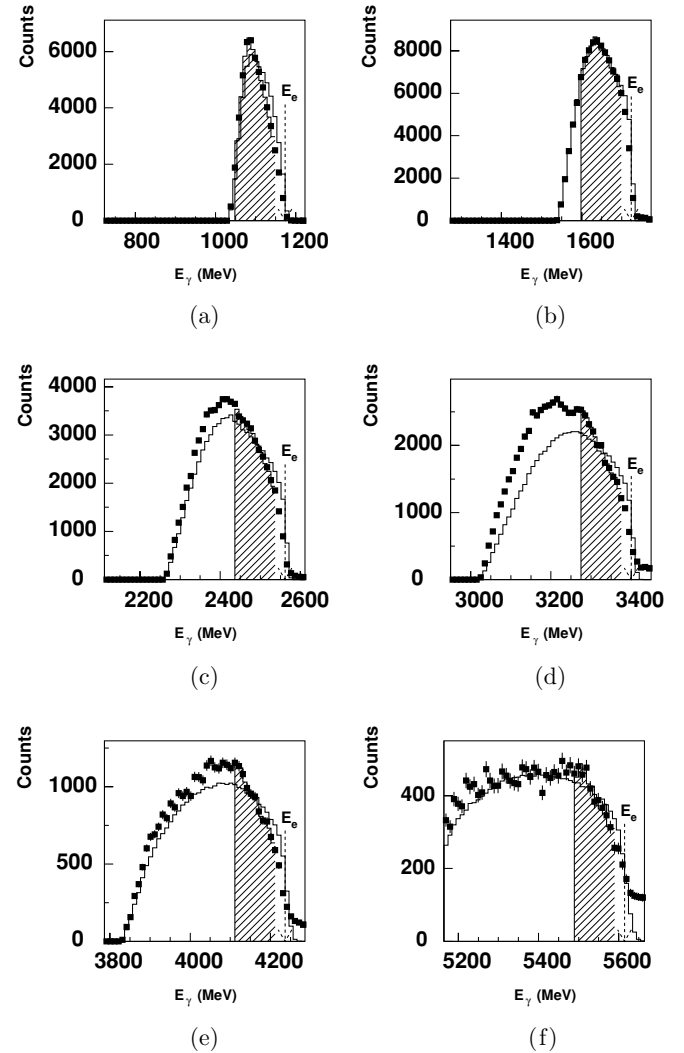 Counts
6000
4000
2000
0
E_e
800
1000
1200
E_γ (MeV)
(a)
Counts
8000
6000
4000
2000
0
E_e
1400
1600
E_γ (MeV)
(b)
Counts
4000
3000
2000
1000
0
E_e
2200
2400
2600
E_γ (MeV)
(c)
Counts
2000
1000
0
E_e
3000
3200
3400
E_γ (MeV)
(d)
Counts
1000
500
0
E_e
3800
4000
4200
E_γ (MeV)
(e)
Counts
400
200
0
E_e
5200
5400
5600
E_γ (MeV)
(f)